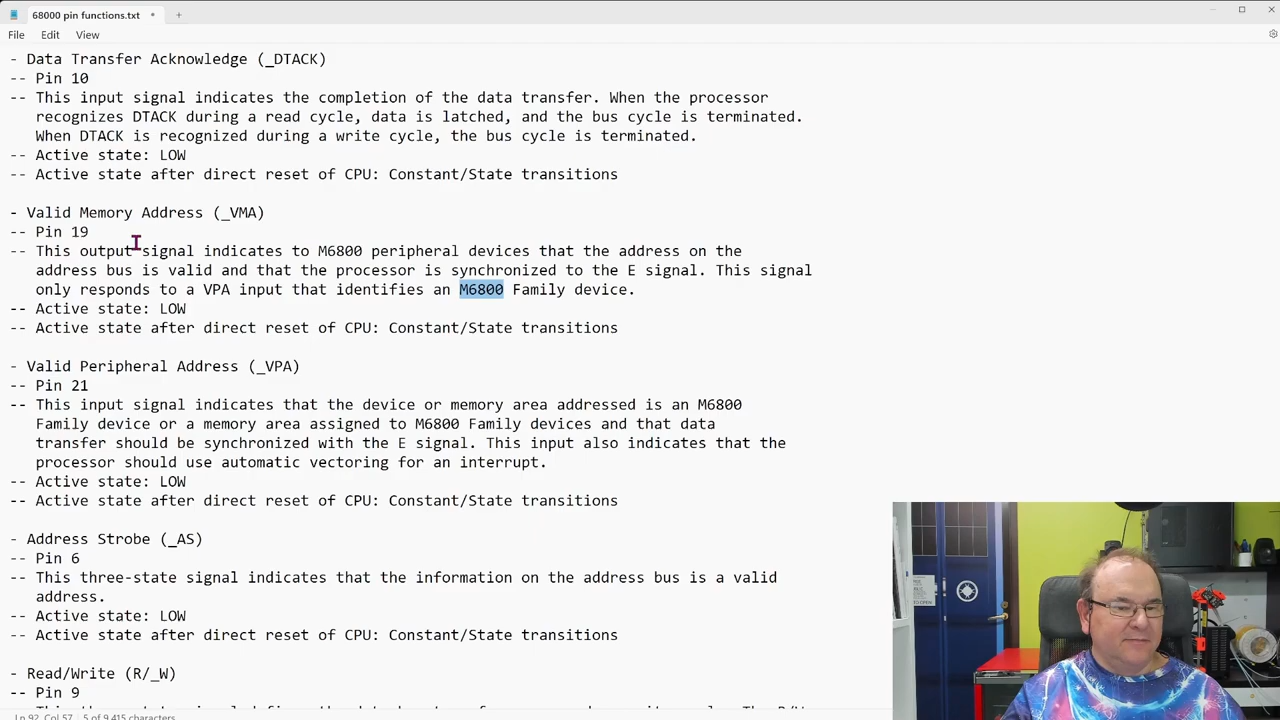 68000 pin functions.txt
File Edit View
- Data Transfer Acknowledge (_DTACK)
-- Pin 10
-- This input signal indicates the completion of the data transfer. When the processor
recognizes DTACK during a read cycle, data is latched, and the bus cycle is terminated.
When DTACK is recognized during a write cycle, the bus cycle is terminated.
-- Active state: LOW
-- Active state after direct reset of CPU: Constant/State transitions
- Valid Memory Address (_VMA)
-- Pin 19
-- This output signal indicates to M6800 peripheral devices that the address on the
address bus is valid and that the processor is synchronized to the E signal. This signal
only responds to a VPA input that identifies an M6800 Family device.
-- Active state: LOW
-- Active state after direct reset of CPU: Constant/State transitions
- Valid Peripheral Address (_VPA)
-- Pin 21
-- This input signal indicates that the device or memory area addressed is an M6800
Family device or a memory area assigned to M6800 Family devices and that data
transfer should be synchronized with the E signal. This input also indicates that the
processor should use automatic vectoring for an interrupt.
-- Active state: LOW
-- Active state after direct reset of CPU: Constant/State transitions
- Address Strobe (_AS)
-- Pin 6
-- This three-state signal indicates that the information on the address bus is a valid
address.
-- Active state: LOW
-- Active state after direct reset of CPU: Constant/State transitions
- Read/Write (R/_W)
-- Pin 9
Ln 92, Col 57 5 of 9,415 characters